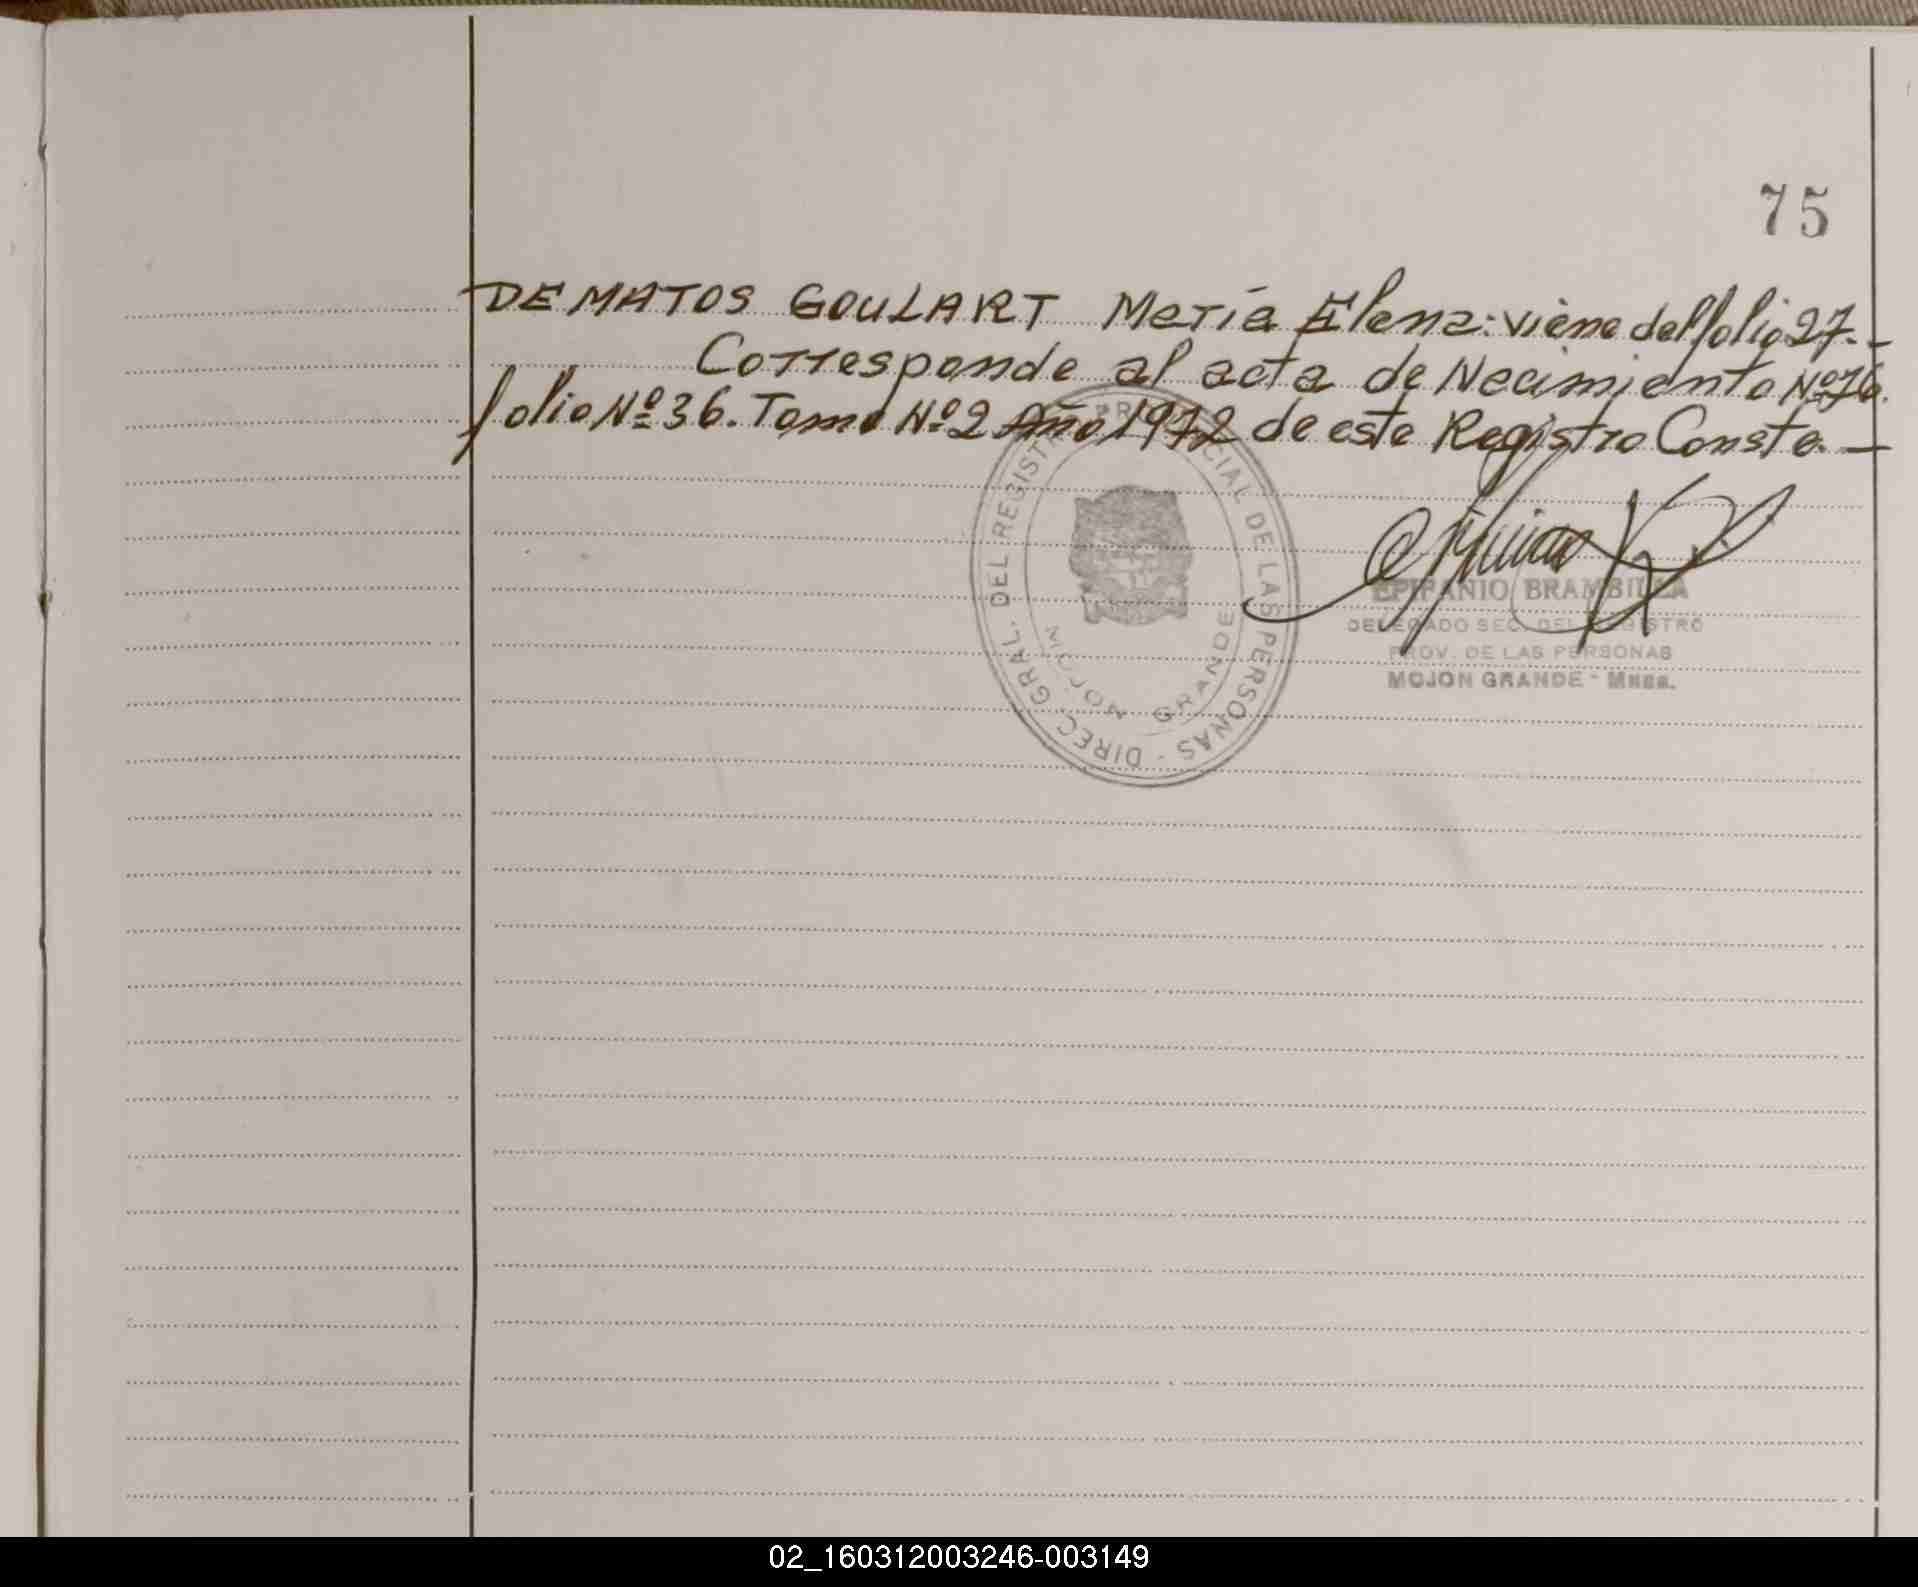 75
DE MATOS GOULART María Elena: viene del folio 27.-
Corresponde al acta de Nacimiento Nº 76.
folio Nº 36. Tomo Nº 2 Año 1972 de este Registro Conste. —
DIREC. GRAL. DEL REGISTRO PROVINCIAL DE LAS PERSONAS -
MOJON GRANDE
EPIFANIO BRAMBILLA
DELEGADO SEC. DEL REGISTRO
PROV. DE LAS PERSONAS
MOJON GRANDE - Mnes.
02_160312003246-003149